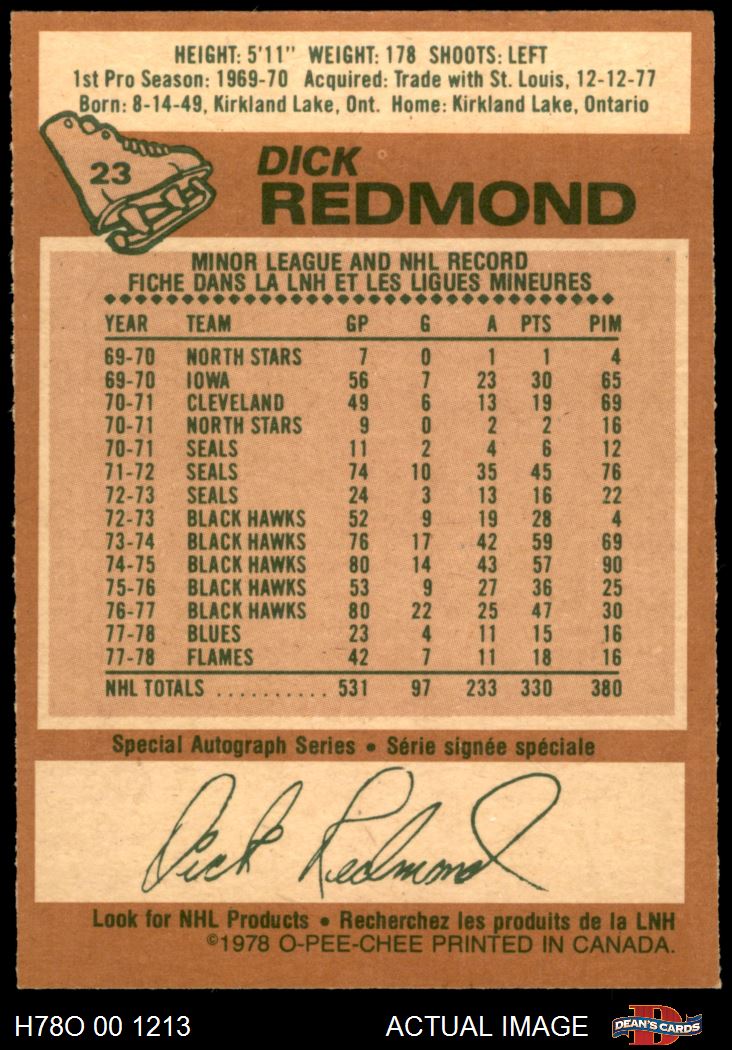 HEIGHT: 5'11" WEIGHT: 178 SHOOTS: LEFT
1st Pro Season: 1969-70 Acquired: Trade with St. Louis, 12-12-77
Born: 8-14-49, Kirkland Lake, Ont. Home: Kirkland Lake, Ontario
23
DICK
REDMOND
MINOR LEAGUE AND NHL RECORD
FICHE DANS LA LNH ET LES LIGUES MINEURES
YEAR TEAM GP G A PTS PIM
69-70 NORTH STARS 7 0 1 1 4
69-70 IOWA 56 7 23 30 65
70-71 CLEVELAND 49 6 13 19 69
70-71 NORTH STARS 9 0 2 2 16
70-71 SEALS 11 2 4 6 12
71-72 SEALS 74 10 35 45 76
72-73 SEALS 24 3 13 16 22
72-73 BLACK HAWKS 52 9 19 28 4
73-74 BLACK HAWKS 76 17 42 59 69
74-75 BLACK HAWKS 80 14 43 57 90
75-76 BLACK HAWKS 53 9 27 36 25
76-77 BLACK HAWKS 80 22 25 47 30
77-78 BLUES 23 4 11 15 16
77-78 FLAMES 42 7 11 18 16
NHL TOTALS .......... 531 97 233 330 380
Special Autograph Series • Série signée spéciale
Dick Redmond
Look for NHL Products • Recherchez les produits de la LNH
©1978 O-PEE-CHEE PRINTED IN CANADA.
H78O 00 1213 ACTUAL IMAGE D DEAN'S CARDS